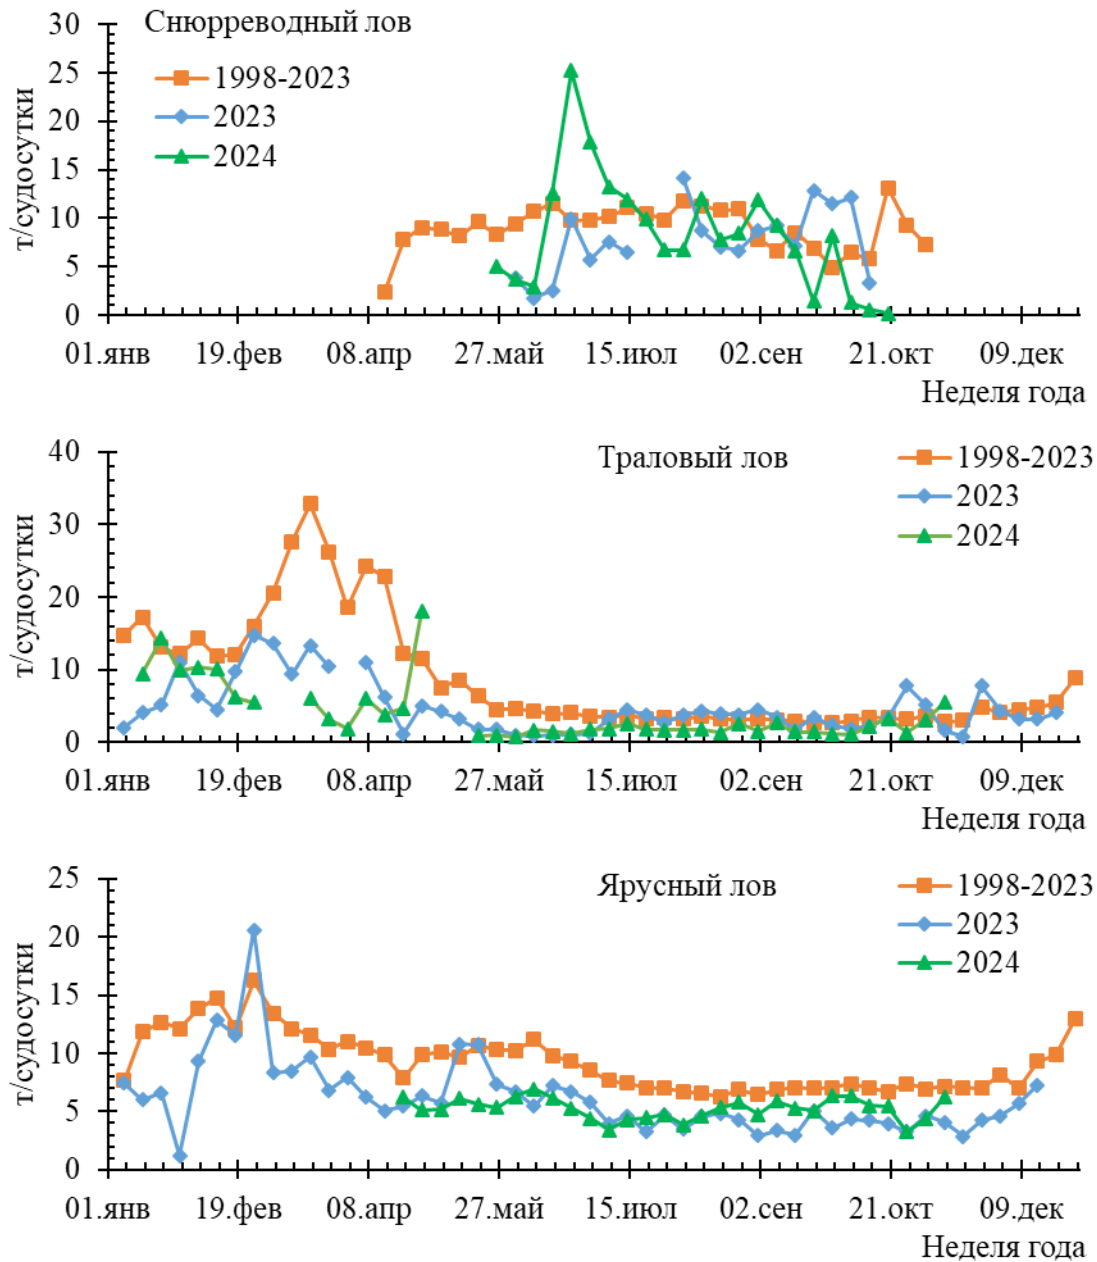 Снюрреводный лов
1998-2023
2023
2024
т/судосутки
30
25
20
15
10
5
0
01.янв 19.фев 08.апр 27.май 15.июл 02.сен 21.окт 09.дек
Неделя года
Траловый лов
1998-2023
2023
2024
т/судосутки
40
30
20
10
0
01.янв 19.фев 08.апр 27.май 15.июл 02.сен 21.окт 09.дек
Неделя года
Ярусный лов
1998-2023
2023
2024
т/судосутки
25
20
15
10
5
0
01.янв 19.фев 08.апр 27.май 15.июл 02.сен 21.окт 09.дек
Неделя года